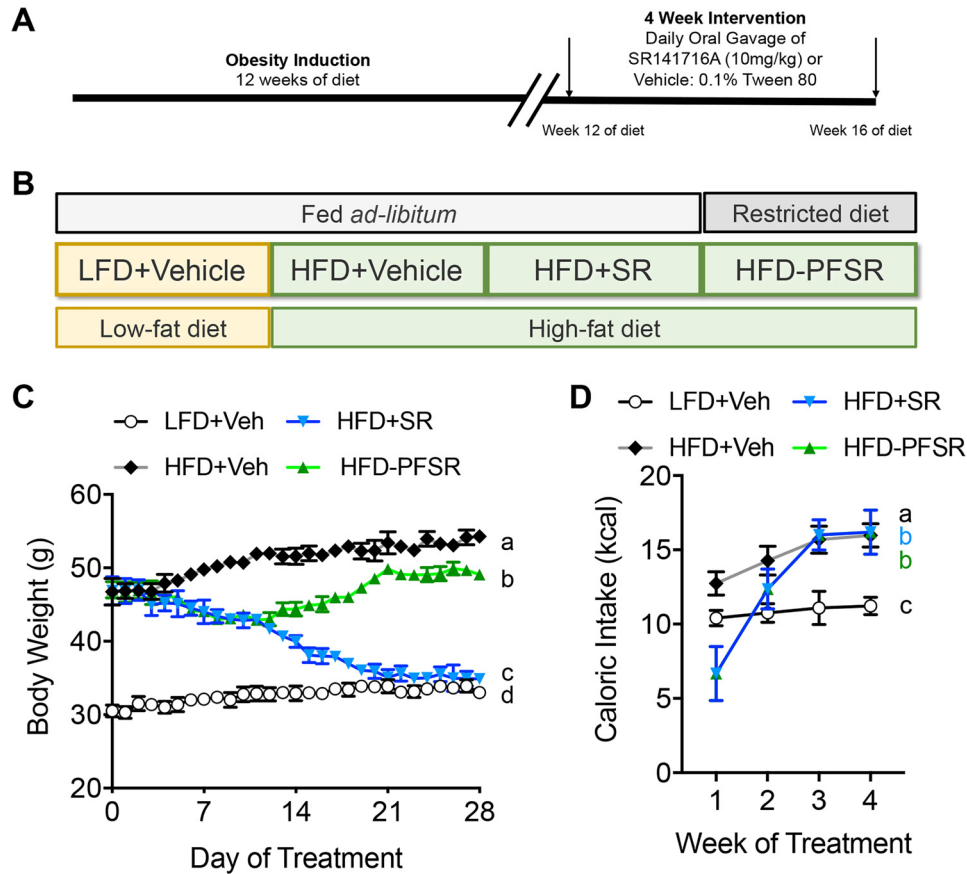 A
4 Week Intervention
Daily Oral Gavage of
SR141716A (10mg/kg) or
Vehicle: 0.1% Tween 80
Obesity Induction
12 weeks of diet
Week 12 of diet
Week 16 of diet
B
Fed ad-libitum
Restricted diet
LFD+Vehicle
HFD+Vehicle
HFD+SR
HFD-PFSR
Low-fat diet
High-fat diet
C
LFD+Veh
HFD+SR
HFD+Veh
HFD-PFSR
Body Weight (g)
60
50
40
30
20
a
b
c
d
0
7
14
21
28
Day of Treatment
D
LFD+Veh
HFD+SR
HFD+Veh
HFD-PFSR
Caloric Intake (kcal)
20
15
10
5
0
a
b
b
c
1
2
3
4
Week of Treatment